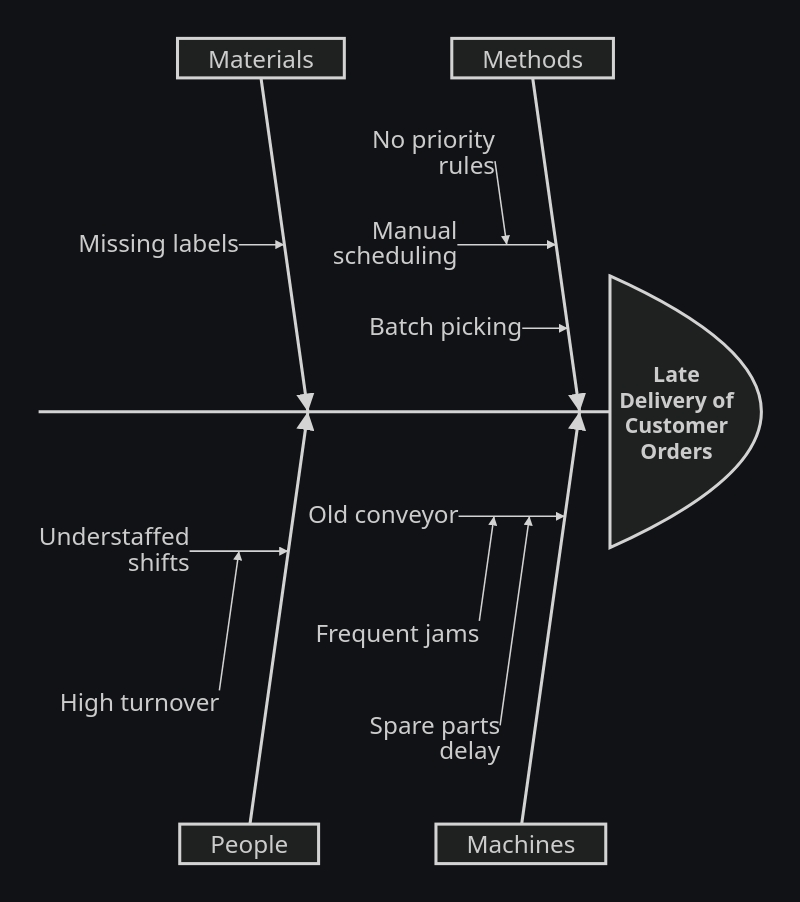 Materials
Methods
No priority
rules
Missing labels
Manual
scheduling
Batch picking
Late
Delivery of
Customer
Orders
Old conveyor
Understaffed
shifts
Frequent jams
High turnover
Spare parts
delay
People
Machines